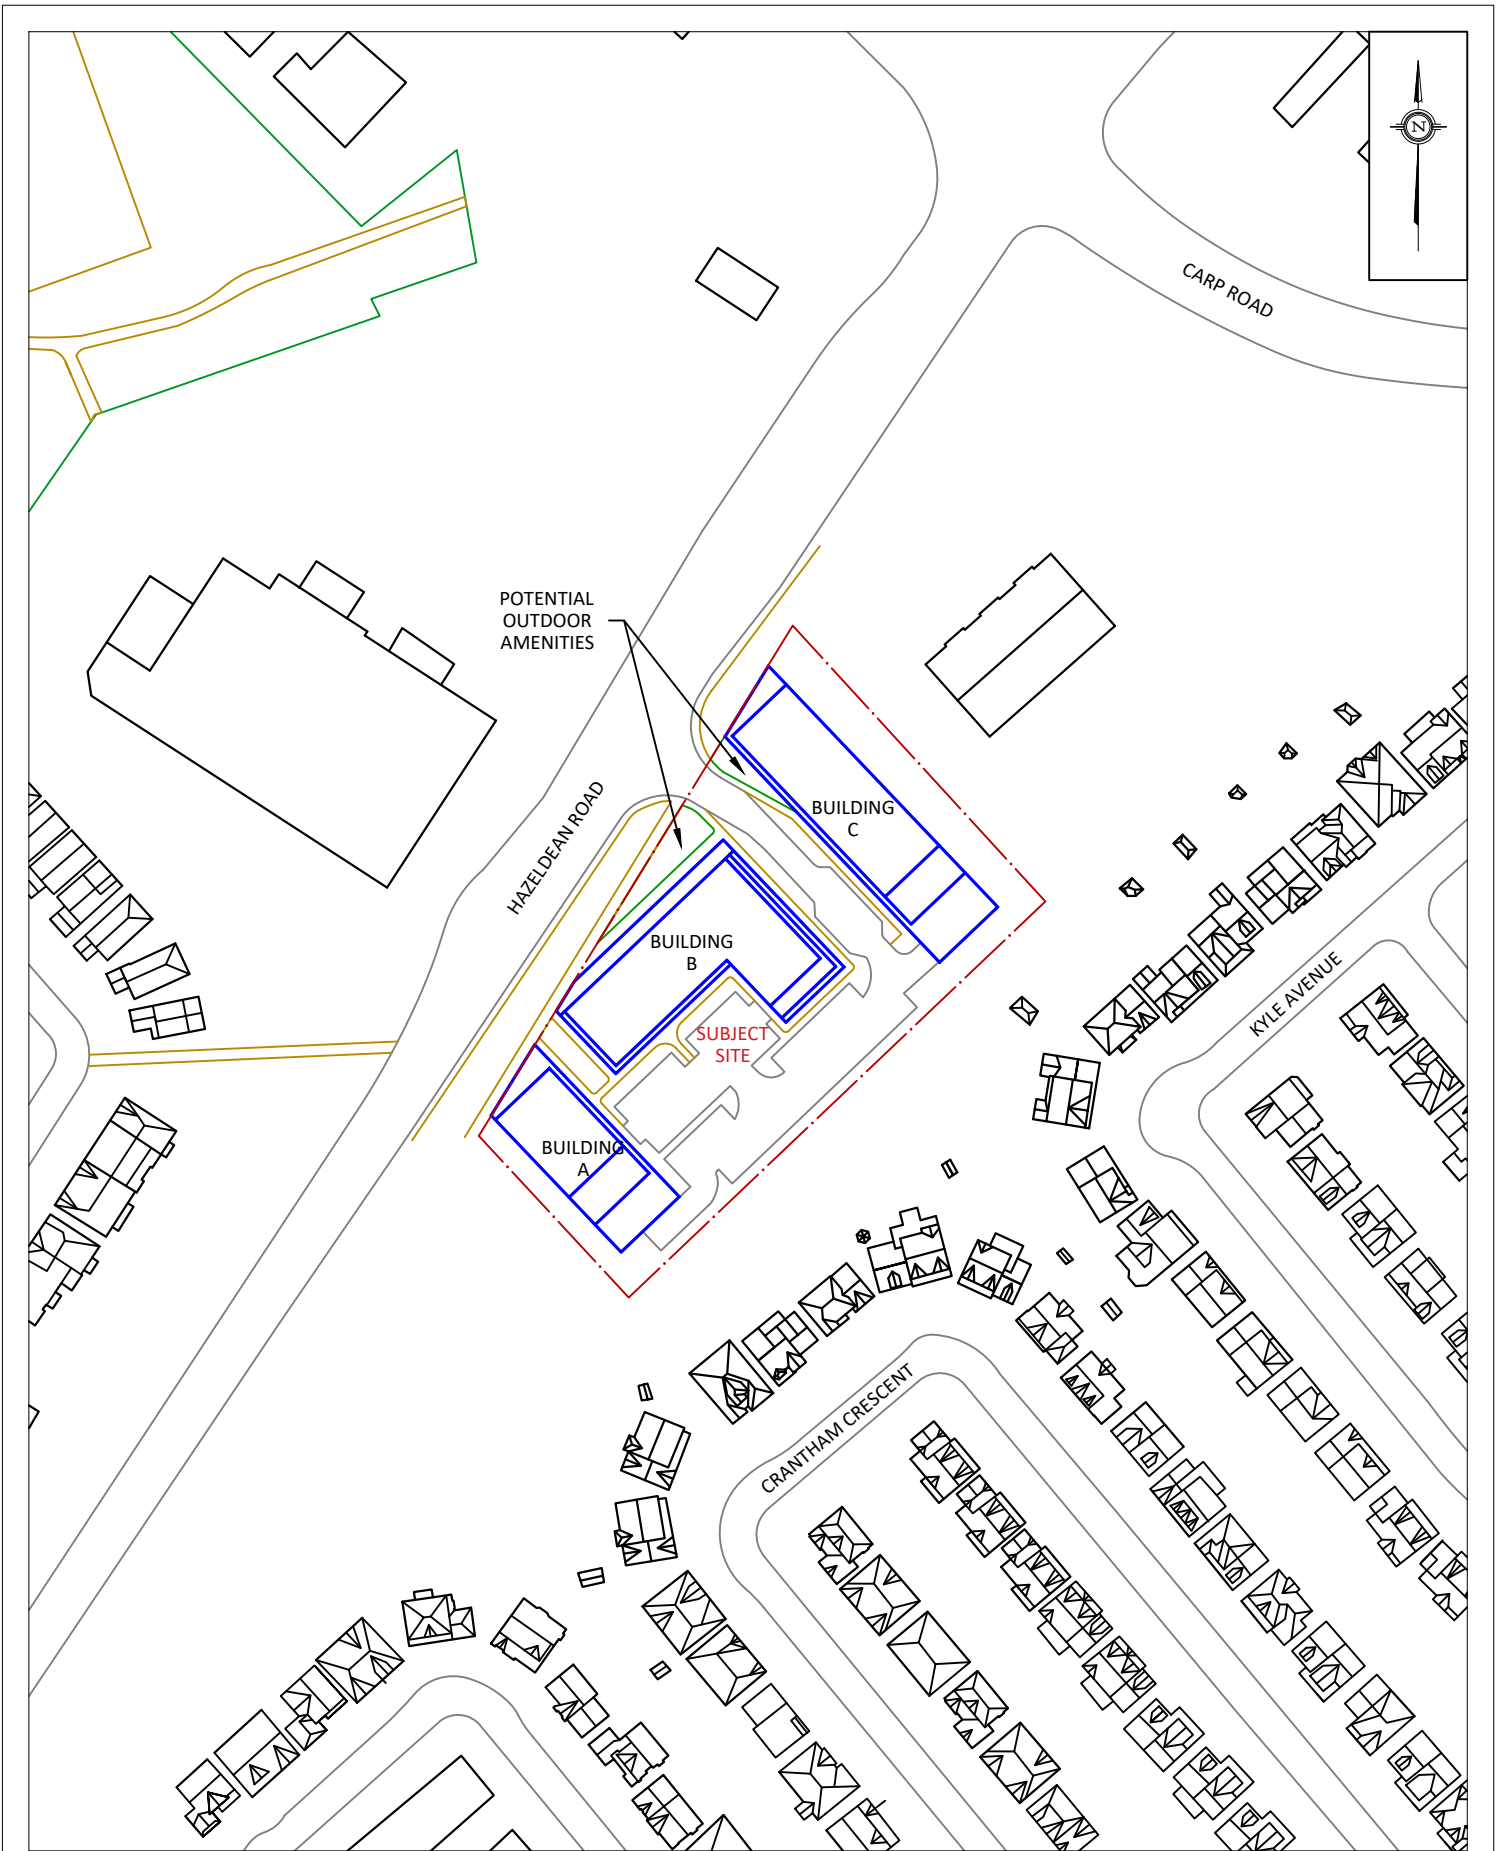 N
CARP ROAD
POTENTIAL
OUTDOOR
AMENITIES
HAZELDEAN ROAD
BUILDING
C
BUILDING
B
SUBJECT
SITE
KYLE AVENUE
BUILDING
A
CRANTHAM CRESCENT